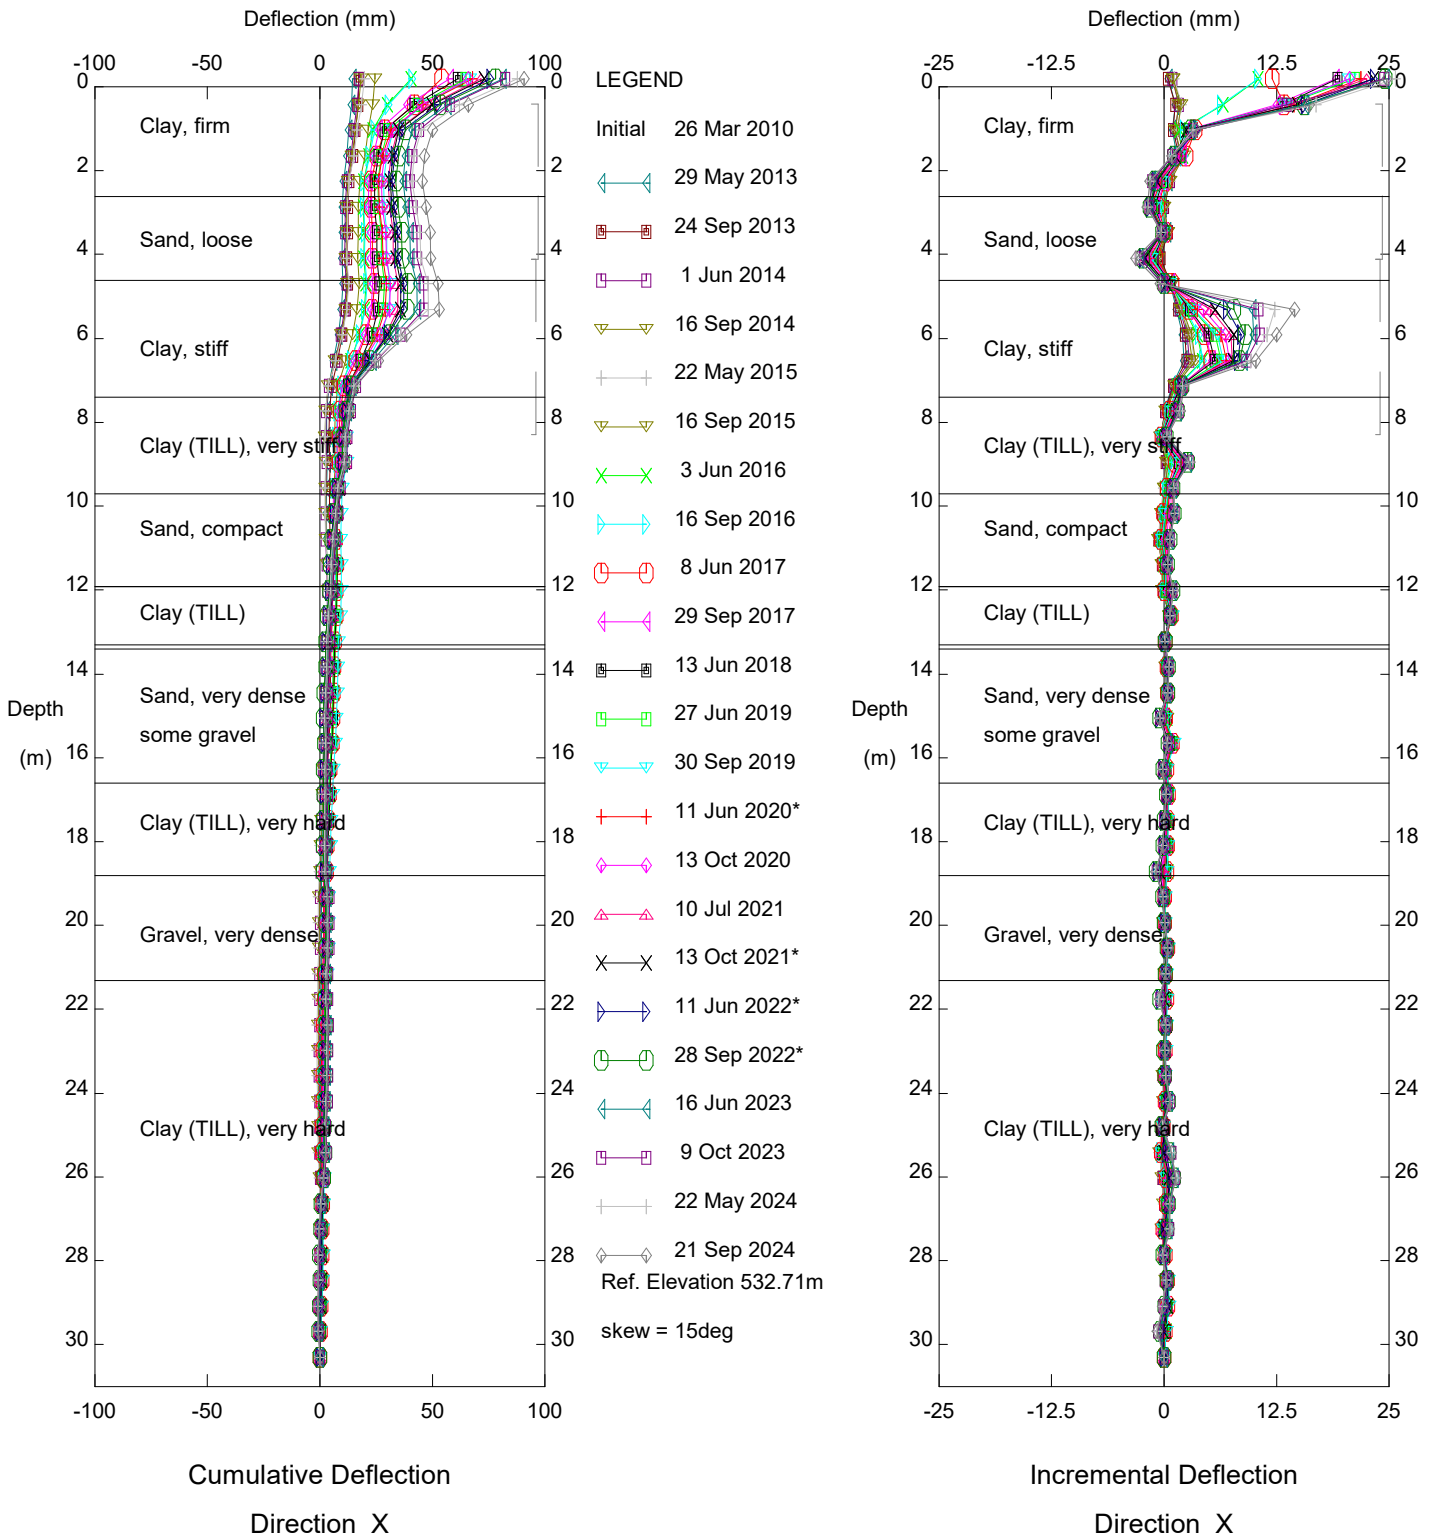 Deflection (mm)
-100 -50 0 50 100
0 0
Clay, firm
2 2
Sand, loose
4 4
Clay, stiff
6 6
8 8
Clay (TILL), very stiff
10 10
Sand, compact
12 12
Clay (TILL)
14 14
Sand, very dense
Depth
some gravel
(m)
16 16
Clay (TILL), very hard
18 18
20 20
Gravel, very dense
22 22
24 24
Clay (TILL), very hard
26 26
28 28
30 30
-100 -50 0 50 100
Cumulative Deflection
Direction X
LEGEND
Initial 26 Mar 2010
29 May 2013
24 Sep 2013
1 Jun 2014
16 Sep 2014
22 May 2015
16 Sep 2015
3 Jun 2016
16 Sep 2016
8 Jun 2017
29 Sep 2017
13 Jun 2018
27 Jun 2019
30 Sep 2019
11 Jun 2020*
13 Oct 2020
10 Jul 2021
13 Oct 2021*
11 Jun 2022*
28 Sep 2022*
16 Jun 2023
9 Oct 2023
22 May 2024
21 Sep 2024
Ref. Elevation 532.71m
skew = 15deg
Deflection (mm)
-25 -12.5 0 12.5 25
0 0
Clay, firm
2 2
Sand, loose
4 4
Clay, stiff
6 6
8 8
Clay (TILL), very stiff
10 10
Sand, compact
12 12
Clay (TILL)
14 14
Sand, very dense
Depth
some gravel
(m)
16 16
Clay (TILL), very hard
18 18
20 20
Gravel, very dense
22 22
24 24
Clay (TILL), very hard
26 26
28 28
30 30
-25 -12.5 0 12.5 25
Incremental Deflection
Direction X